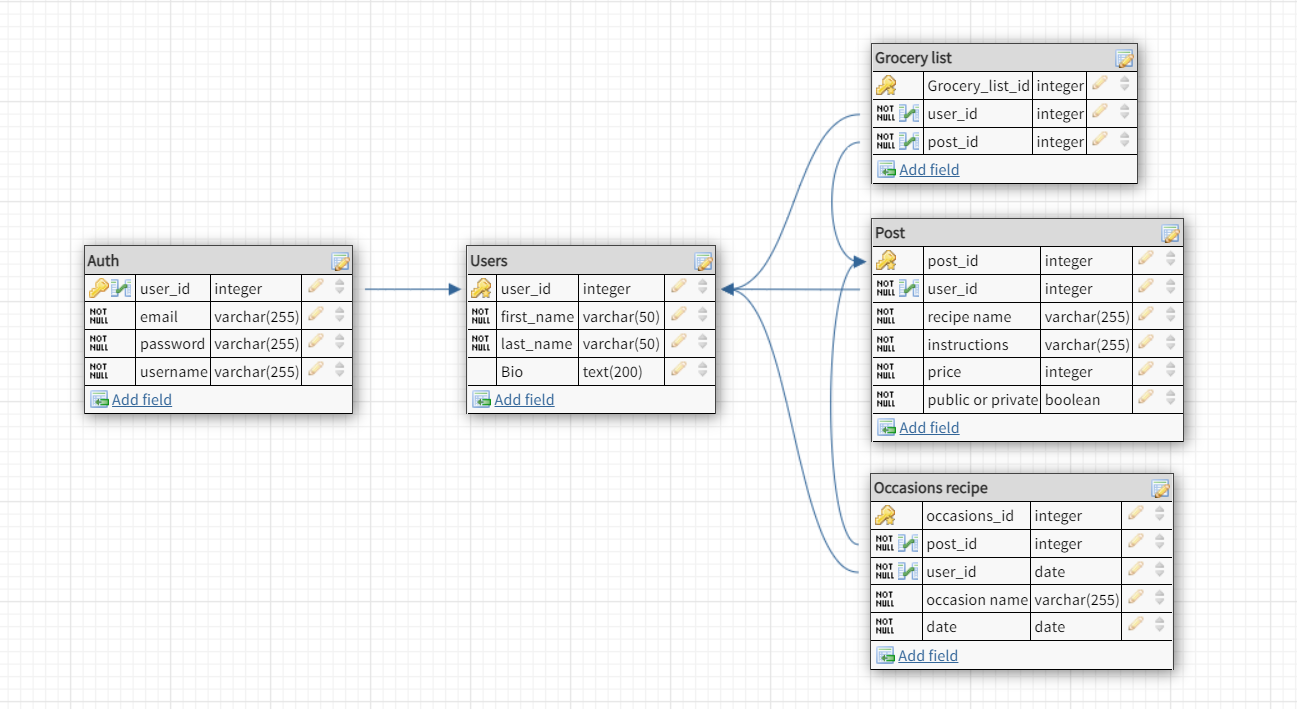 Auth
user_id integer
NOT NULL email varchar(255)
NOT NULL password varchar(255)
NOT NULL username varchar(255)
Add field
Users
user_id integer
NOT NULL first_name varchar(50)
NOT NULL last_name varchar(50)
Bio text(200)
Add field
Grocery list
Grocery_list_id integer
NOT NULL user_id integer
NOT NULL post_id integer
Add field
Post
post_id integer
NOT NULL user_id integer
NOT NULL recipe name varchar(255)
NOT NULL instructions varchar(255)
NOT NULL price integer
NOT NULL public or private boolean
Add field
Occasions recipe
occasions_id integer
NOT NULL post_id integer
NOT NULL user_id date
NOT NULL occasion name varchar(255)
NOT NULL date date
Add field